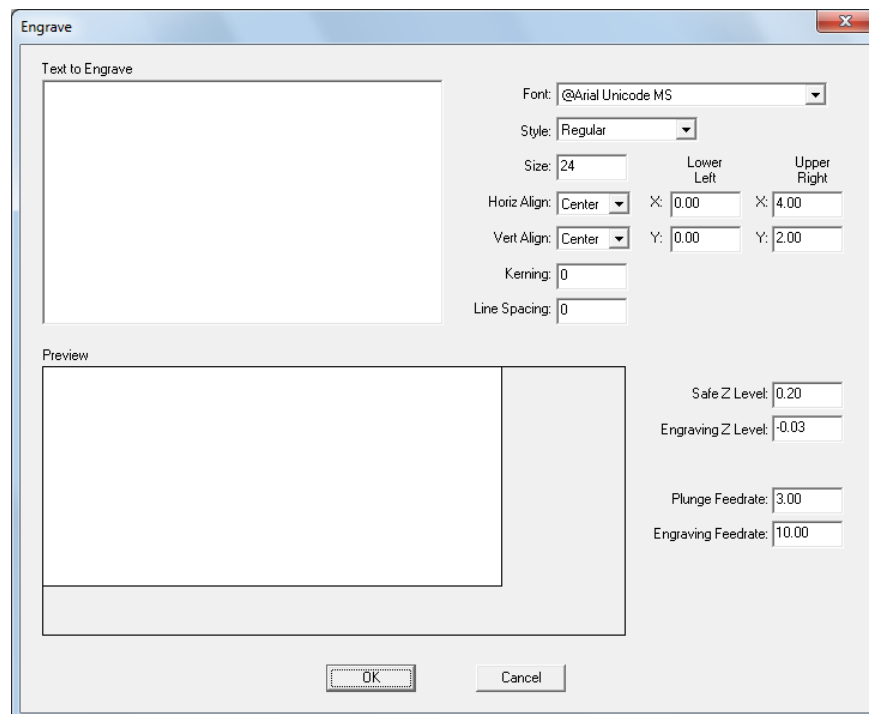 Engrave
Text to Engrave
Font: @Arial Unicode MS
Style: Regular
Size: 24
Lower
Left
Upper
Right
Horiz Align: Center
X: 0.00
X: 4.00
Vert Align: Center
Y: 0.00
Y: 2.00
Kerning: 0
Line Spacing: 0
Preview
Safe Z Level: 0.20
Engraving Z Level: -0.03
Plunge Feedrate: 3.00
Engraving Feedrate: 10.00
OK
Cancel